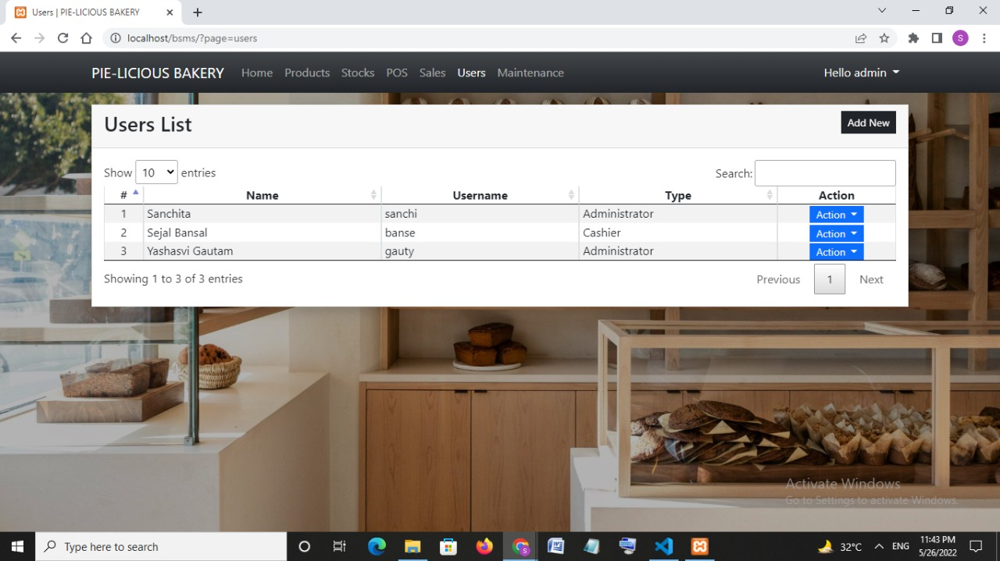 Users | PIE-LICIOUS BAKERY
localhost/bsms/?page=users
S
PIE-LICIOUS BAKERY Home Products Stocks POS Sales Users Maintenance Hello admin
Users List Add New
Show 10 entries Search:
# Name Username Type Action
1 Sanchita sanchi Administrator Action
2 Sejal Bansal banse Cashier Action
3 Yashasvi Gautam gauty Administrator Action
Showing 1 to 3 of 3 entries Previous 1 Next
Activate Windows
Go to Settings to activate Windows.
Type here to search 32°C ENG 11:43 PM
5/26/2022